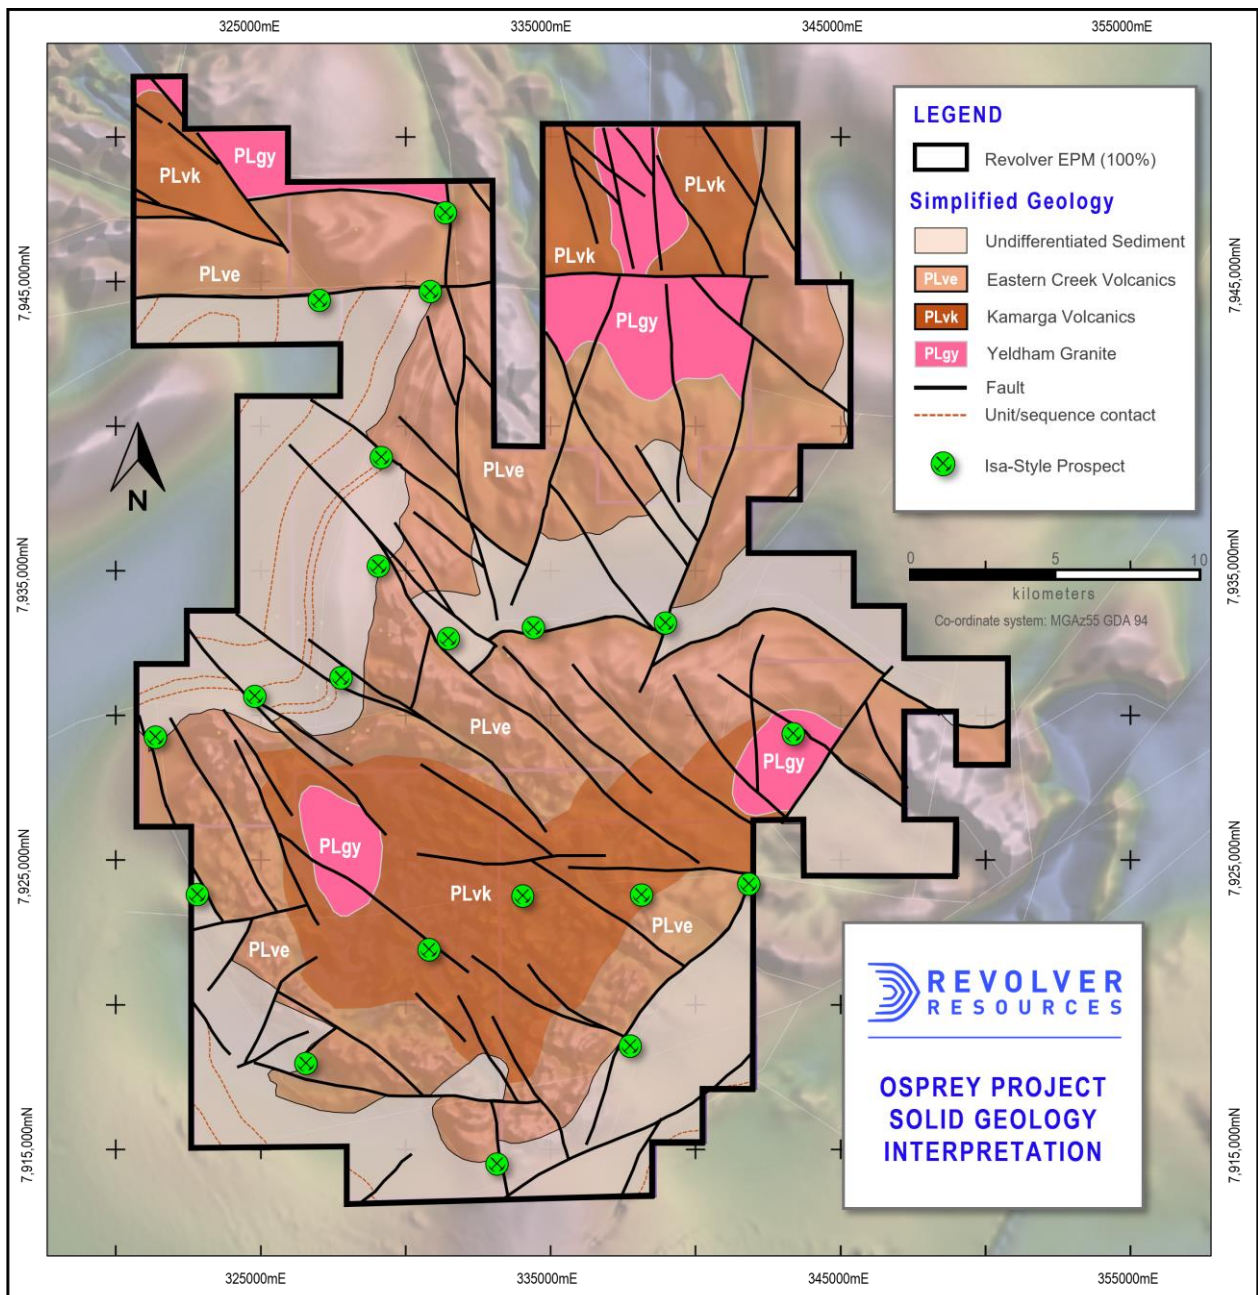 325000mE 335000mE 345000mE 355000mE
LEGEND
Revolver EPM (100%)
Simplified Geology
Undifferentiated Sediment
PLve Eastern Creek Volcanics
PLvk Kamarga Volcanics
PLgy Yeldham Granite
Fault
Unit/sequence contact
Isa-Style Prospect
0 5 10
kilometers
Co-ordinate system: MGAz55 GDA 94
PLgy
PLvk
PLvk
PLvk
PLve
PLgy
PLve
N
PLve
PLgy
PLgy
PLvk
PLve
PLve
7,945,000mN
7,935,000mN
7,925,000mN
7,915,000mN
7,945,000mN
7,935,000mN
7,925,000mN
7,915,000mN
REVOLVER
RESOURCES
OSPREY PROJECT
SOLID GEOLOGY
INTERPRETATION
325000mE 335000mE 345000mE 355000mE